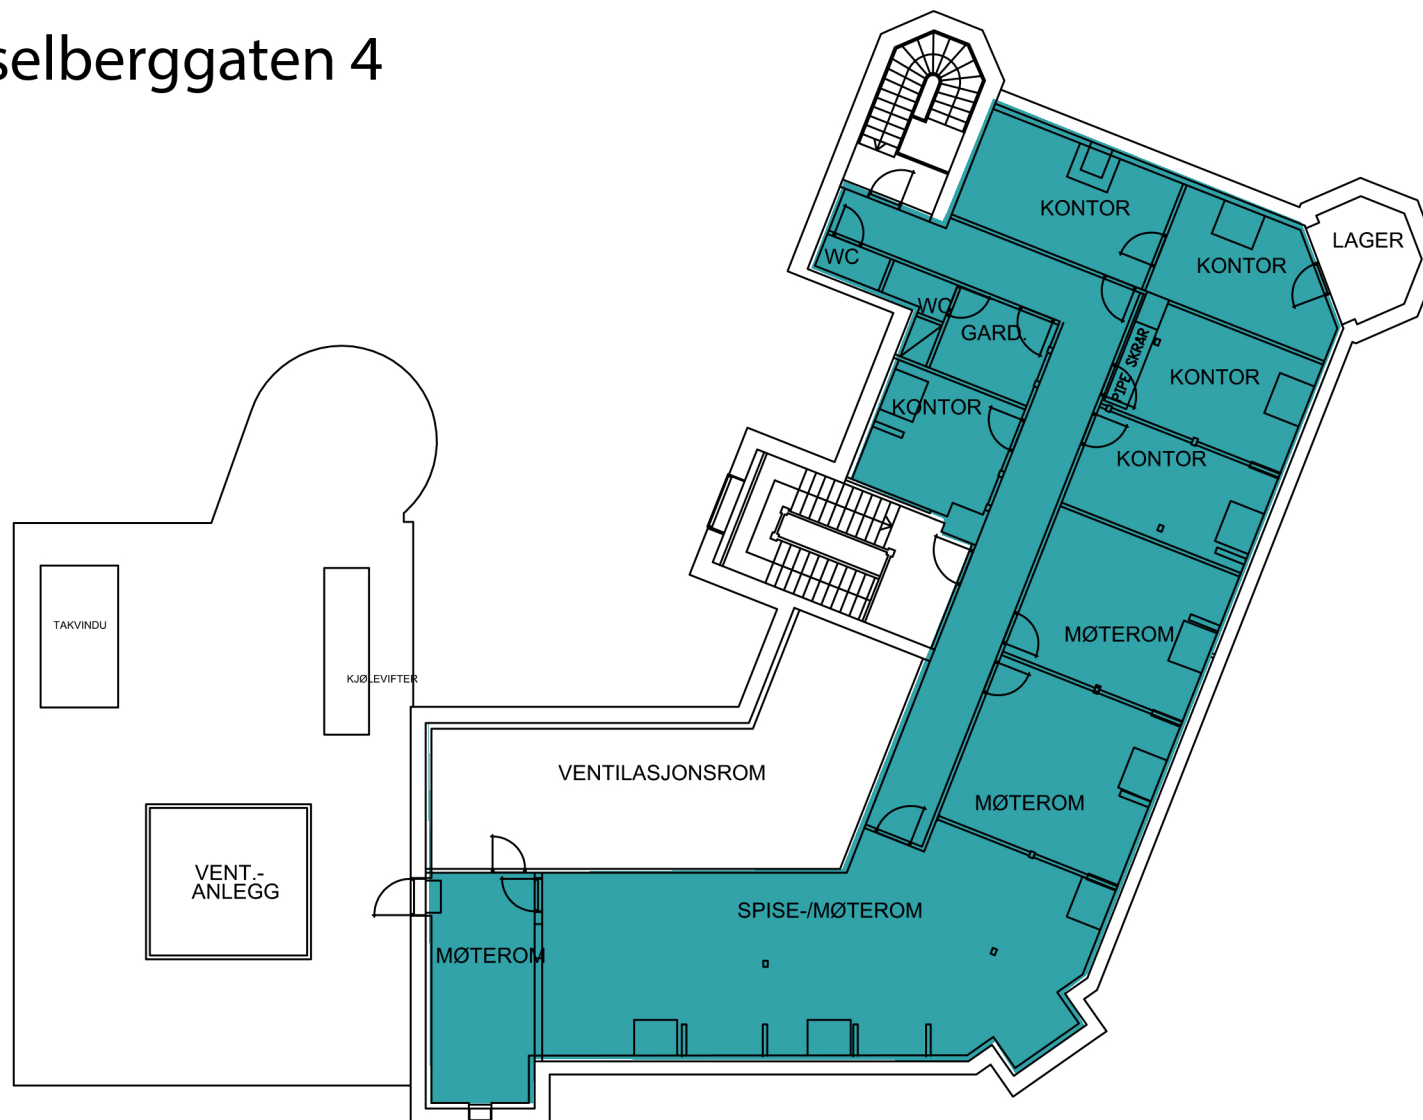 selberggaten 4
KONTOR
LAGER
WC
KONTOR
WC
GARD.
PIPE/SKRAR
KONTOR
KONTOR
KONTOR
TAKVINDU
MØTEROM
KJØLEVIFTER
VENTILASJONSROM
MØTEROM
VENT.-
ANLEGG
SPISE-/MØTEROM
MØTEROM